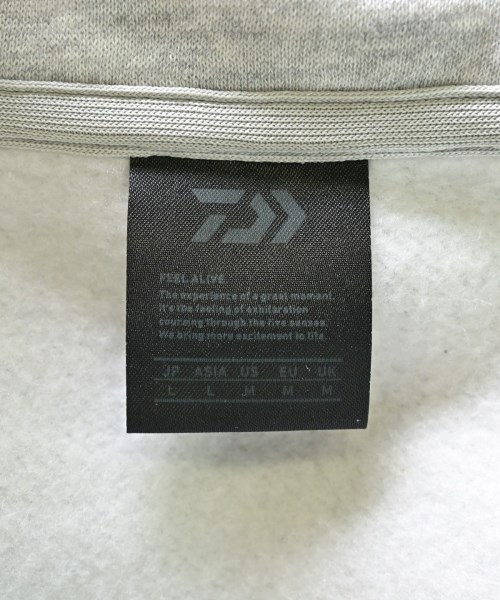 FEEL ALIVE
The experience of a great moment.
It's the feeling of exhilaration
coursing through the five senses.
We bring more excitement to life.
JP ASIA US EU UK
L L M M M